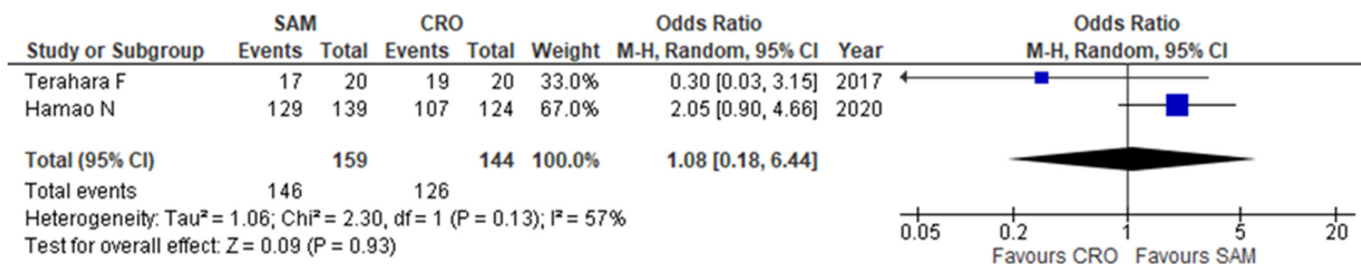 SAM CRO Odds Ratio Odds Ratio
Study or Subgroup Events Total Events Total Weight M-H, Random, 95% CI Year M-H, Random, 95% CI
Terahara F 17 20 19 20 33.0% 0.30 [0.03, 3.15] 2017
Hamao N 129 139 107 124 67.0% 2.05 [0.90, 4.66] 2020
Total (95% CI) 159 144 100.0% 1.08 [0.18, 6.44]
Total events 146 126
Heterogeneity: Tau² = 1.06; Chi² = 2.30, df = 1 (P = 0.13); I² = 57%
Test for overall effect: Z = 0.09 (P = 0.93)
0.05 0.2 1 5 20
Favours CRO Favours SAM